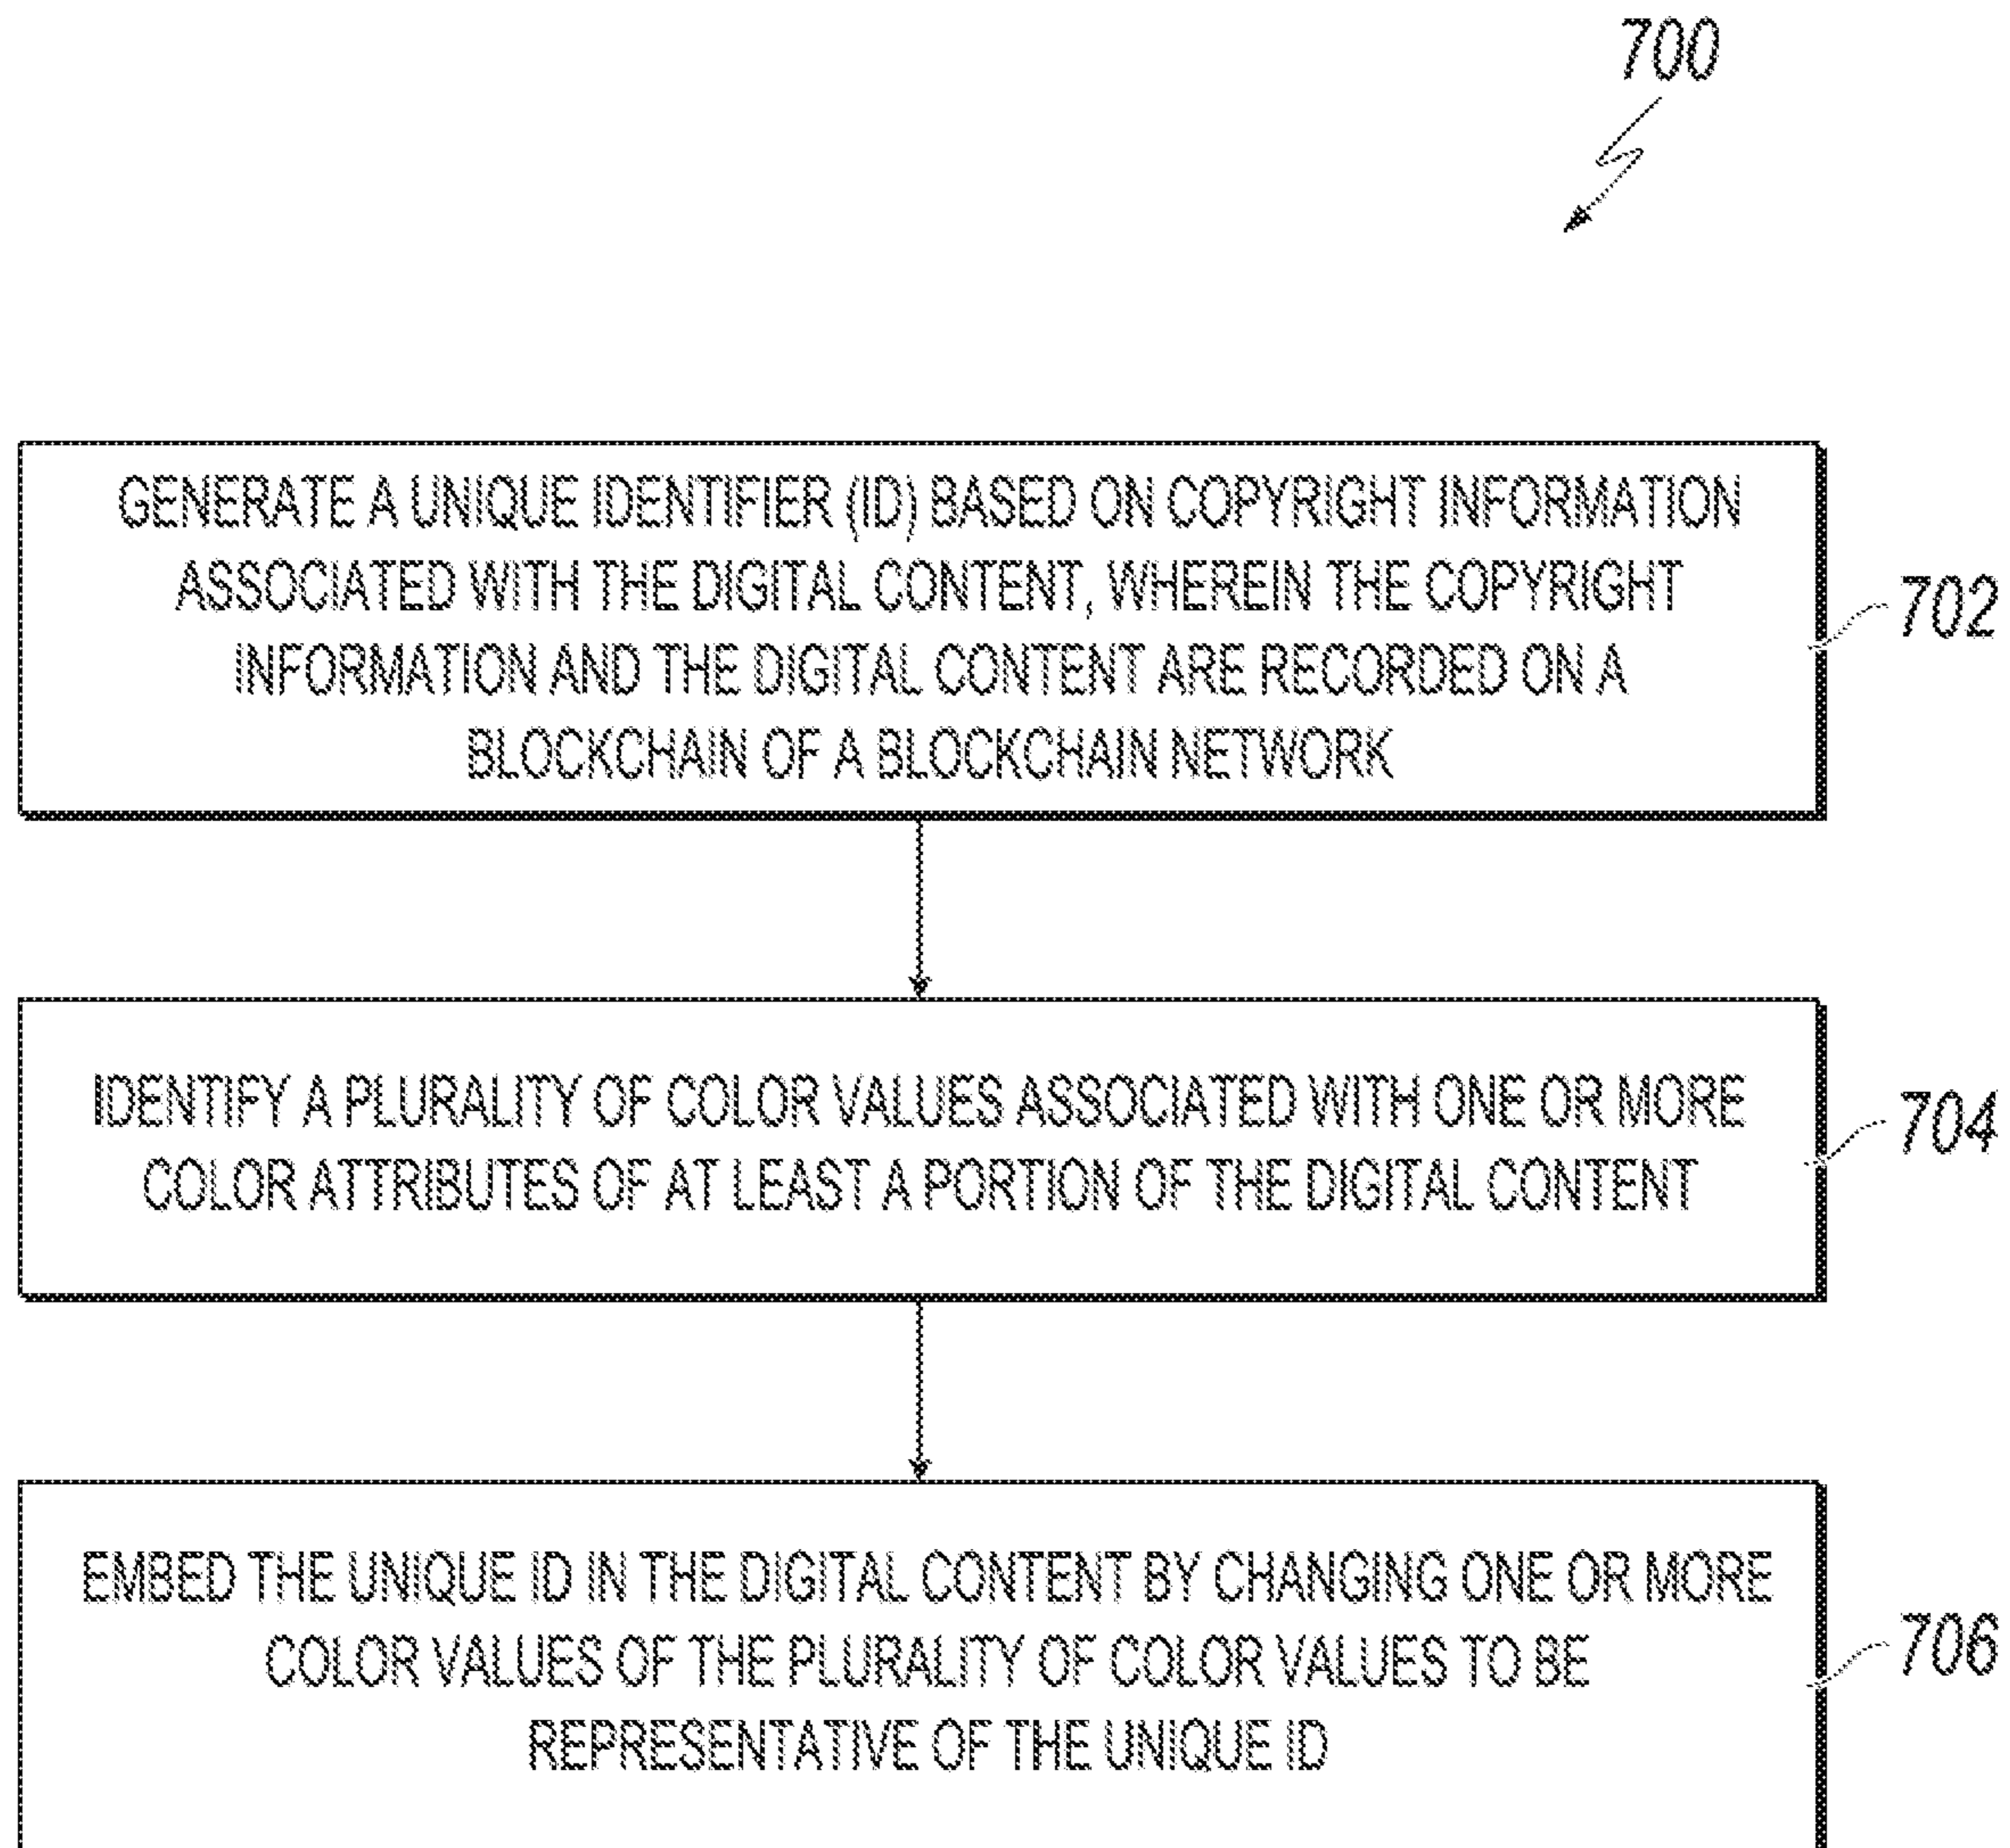 700
GENERATE A UNIQUE IDENTIFIER (ID) BASED ON COPYRIGHT INFORMATION
ASSOCIATED WITH THE DIGITAL CONTENT, WHEREIN THE COPYRIGHT
INFORMATION AND THE DIGITAL CONTENT ARE RECORDED ON A
BLOCKCHAIN OF A BLOCKCHAIN NETWORK
702
IDENTIFY A PLURALITY OF COLOR VALUES ASSOCIATED WITH ONE OR MORE
COLOR ATTRIBUTES OF AT LEAST A PORTION OF THE DIGITAL CONTENT
704
EMBED THE UNIQUE ID IN THE DIGITAL CONTENT BY CHANGING ONE OR MORE
COLOR VALUES OF THE PLURALITY OF COLOR VALUES TO BE
REPRESENTATIVE OF THE UNIQUE ID
706